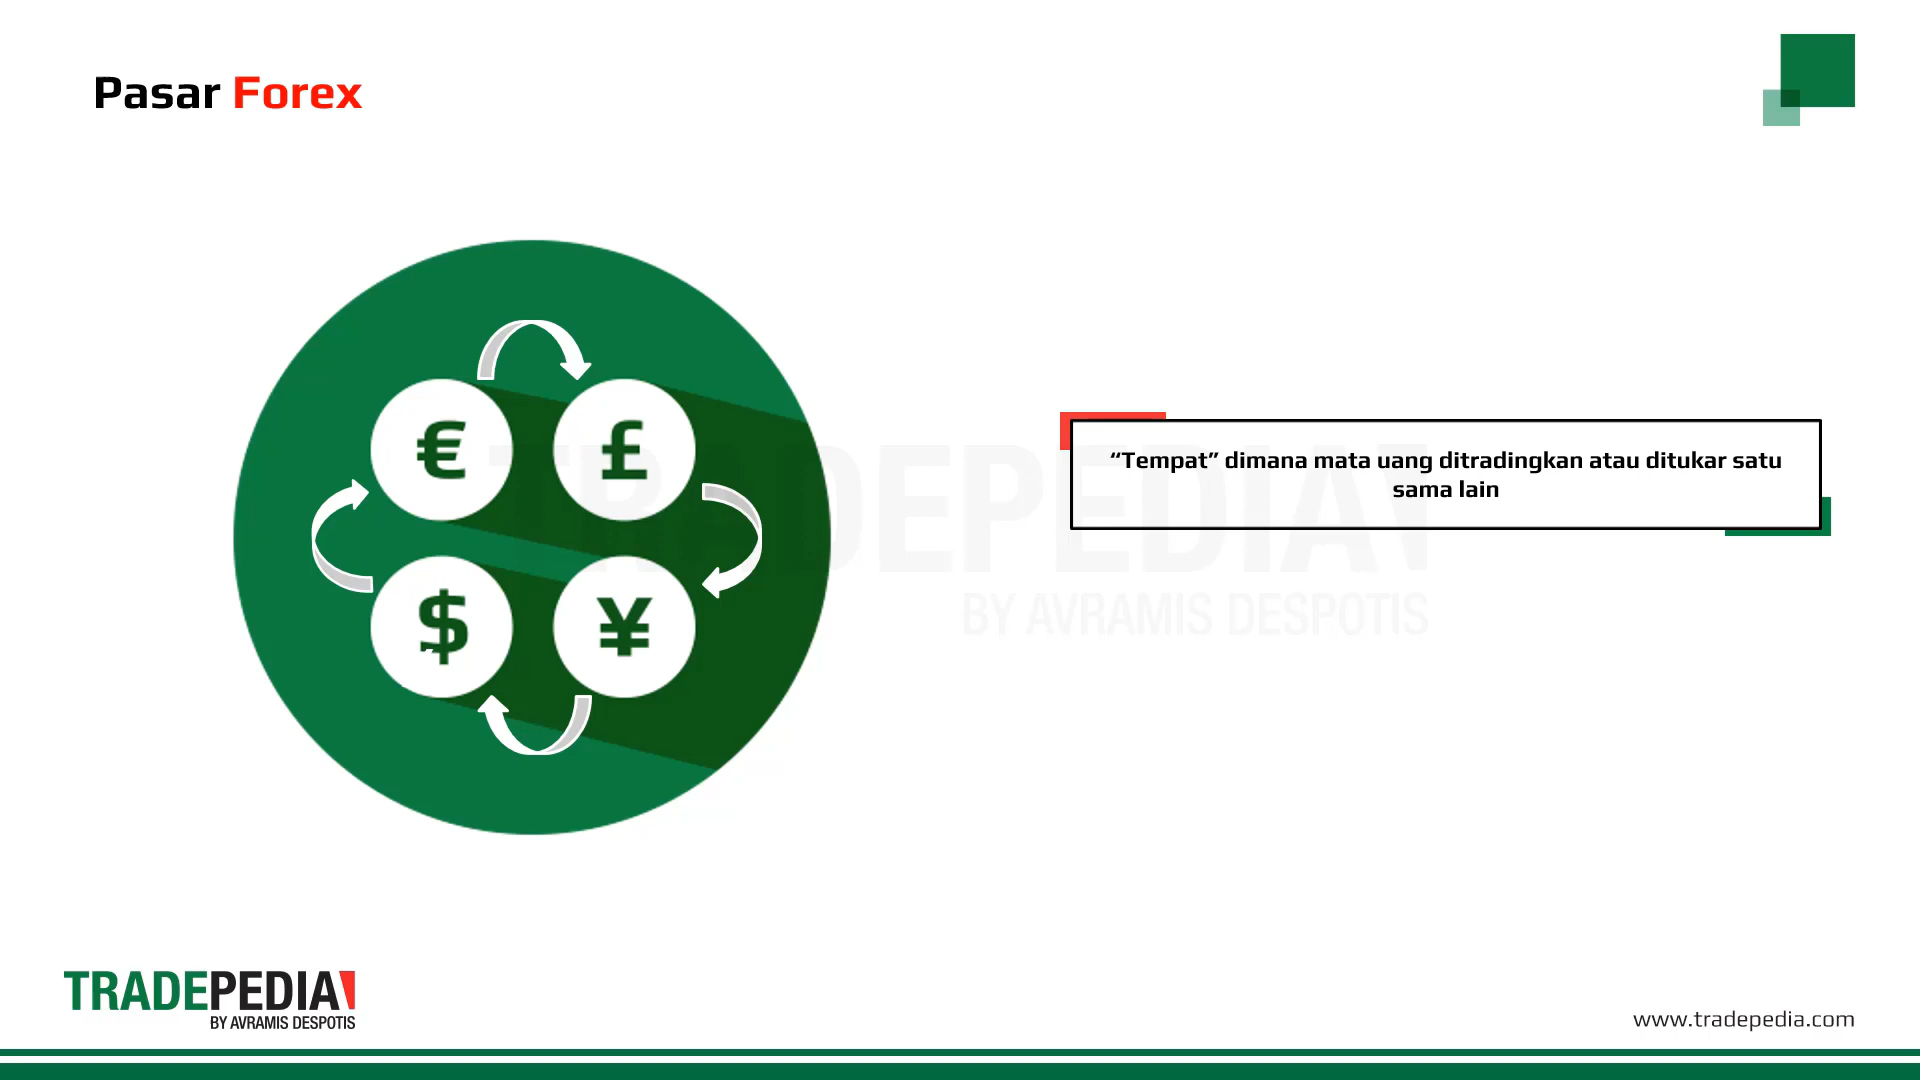 Pasar Forex
€
£
$
¥
“Tempat” dimana mata uang ditradingkan atau ditukar satu
sama lain
TRADEPEDIA
BY AVRAMIS DESPOTIS
TRADEPEDIA
BY AVRAMIS DESPOTIS
www.tradepedia.com